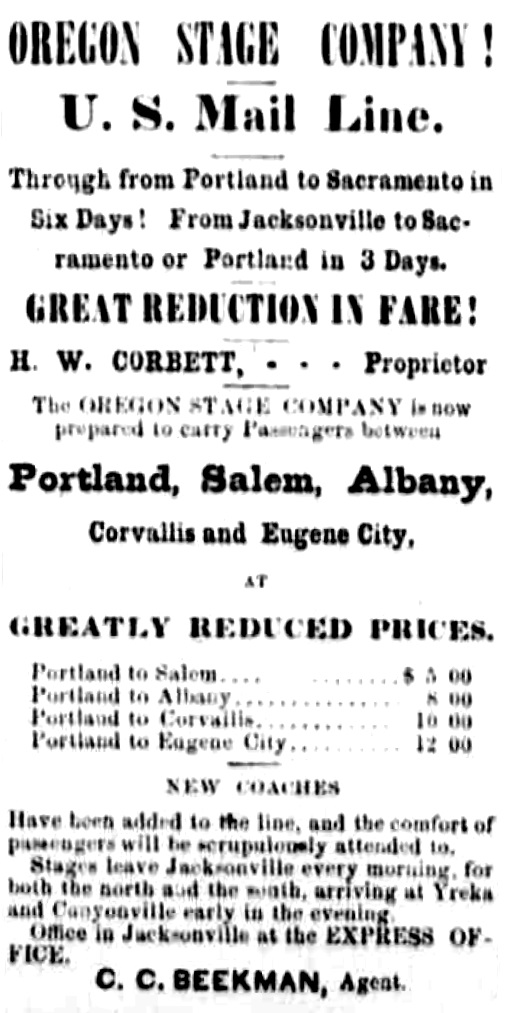 OREGON STAGE COMPANY!
U. S. Mail Line.
Through from Portland to Sacramento in
Six Days! From Jacksonville to Sac-
ramento or Portland in 3 Days.
GREAT REDUCTION IN FARE!
H. W. CORBETT, - - - Proprietor
The OREGON STAGE COMPANY is now
prepared to carry Passengers between
Portland, Salem, Albany,
Corvallis and Eugene City,
AT
GREATLY REDUCED PRICES.
Portland to Salem.... ........$ 5 00
Portland to Albany............... 8 00
Portland to Corvallis............ 10 00
Portland to Eugene City.......... 12 00
NEW COACHES
Have been added to the line, and the comfort of
passengers will be scrupulously attended to.
Stages leave Jacksonville every morning, for
both the north and the south, arriving at Yreka
and Canyonville early in the evening.
Office in Jacksonville at the EXPRESS OF-
FICE.
C. C. BEEKMAN, Agent.